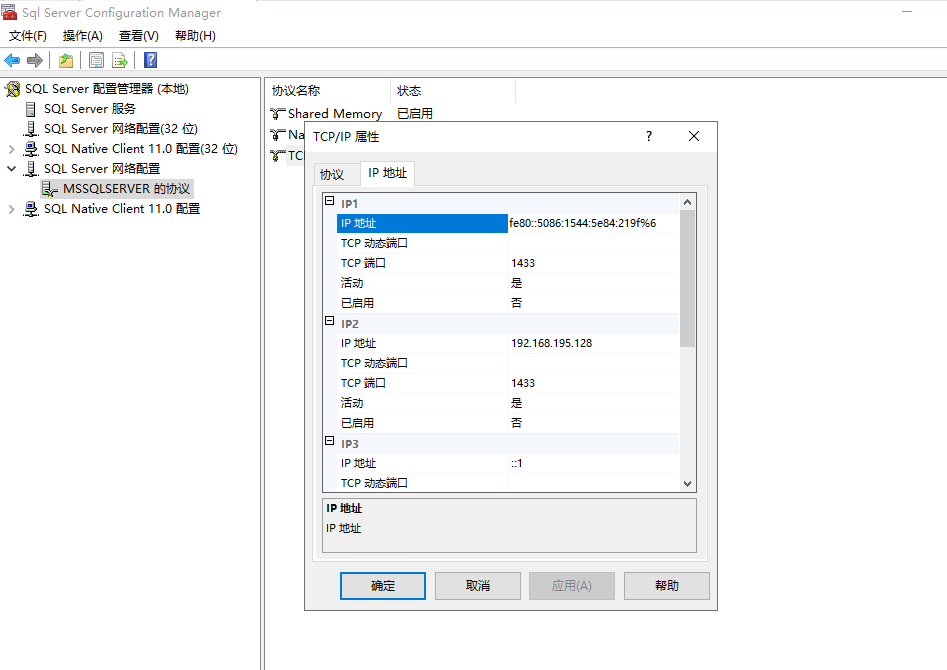 Sql Server Configuration Manager
文件(F) 操作(A) 查看(V) 帮助(H)
SQL Server 配置管理器 (本地)
SQL Server 服务
SQL Server 网络配置(32 位)
SQL Native Client 11.0 配置(32 位)
SQL Server 网络配置
MSSQLSERVER 的协议
SQL Native Client 11.0 配置
协议名称 状态
Shared Memory 已启用
Na
TC
TCP/IP 属性
协议 IP 地址
IP1
IP 地址 fe80::5086:1544:5e84:219f%6
TCP 动态端口
TCP 端口 1433
活动 是
已启用 否
IP2
IP 地址 192.168.195.128
TCP 动态端口
TCP 端口 1433
活动 是
已启用 否
IP3
IP 地址 ::1
TCP 动态端口
IP 地址
IP 地址
确定 取消 应用(A) 帮助